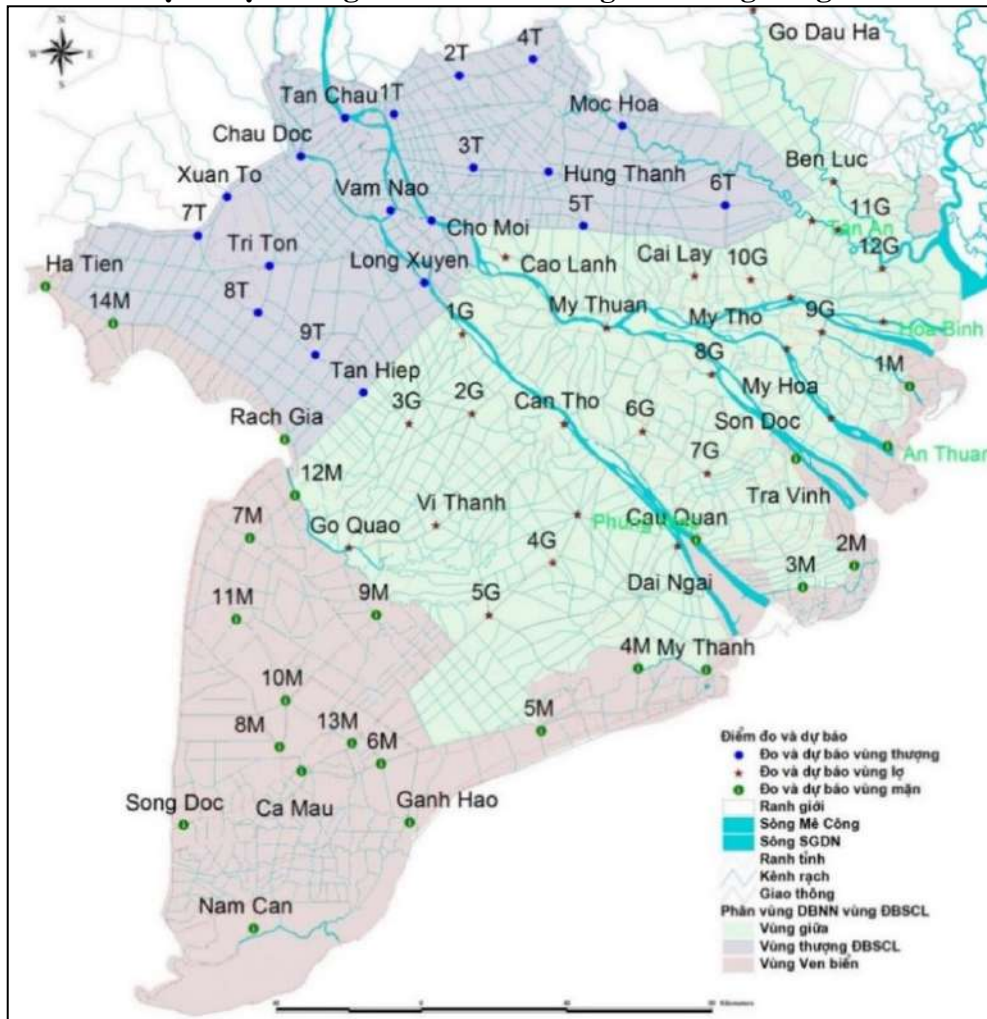 Go Dau Ha
4T
2T
Tan Chau
1T
Moc Hoa
Chau Doc
3T
Ben Luc
Xuan To
Vam Nao
Hung Thanh
6T
11G
7T
5T
Tan An
Cho Moi
12G
Tri Ton
Ha Tien
Long Xuyen
Cao Lanh
Cai Lay
10G
14M
8T
1G
My Thuan
My Tho
9G
Hoa Binh
9T
8G
1M
Tan Hiep
My Hoa
3G
2G
Can Tho
6G
Son Doc
Rach Gia
7G
An Thuan
12M
Vi Thanh
Tra Vinh
7M
Go Quao
Cau Quan
4G
2M
3M
11M
9M
5G
Dai Ngai
4M
My Thanh
10M
8M
13M
6M
5M
Song Doc
Ca Mau
Ganh Hao
Nam Can
Điểm đo và dự báo
Đo và dự báo vùng thượng
Đo và dự báo vùng lợ
Đo và dự báo vùng mặn
Ranh giới
Sông Mê Công
Sông SGDN
Ranh tỉnh
Kênh rạch
Giao thông
Phân vùng DBNN vùng ĐBSCL
Vùng giữa
Vùng thượng ĐBSCL
Vùng Ven biển